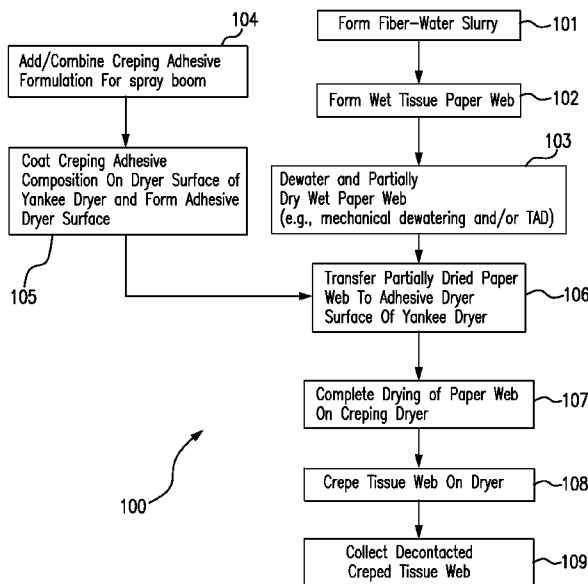 104
Add/Combine Creping Adhesive
Formulation For spray boom
Coat Creping Adhesive
Composition On Dryer Surface of
Yankee Dryer and Form Adhesive
Dryer Surface
105
Form Fiber-Water Slurry
101
Form Wet Tissue Paper Web
102
103
Dewater and Partially
Dry Wet Paper Web
(e.g., mechanical dewatering and/or TAD)
Transfer Partially Dried Paper
Web To Adhesive Dryer
Surface Of Yankee Dryer
106
Complete Drying of Paper Web
On Creping Dryer
107
Crepe Tissue Web On Dryer
108
Collect Decontacted
Creped Tissue Web
109
100